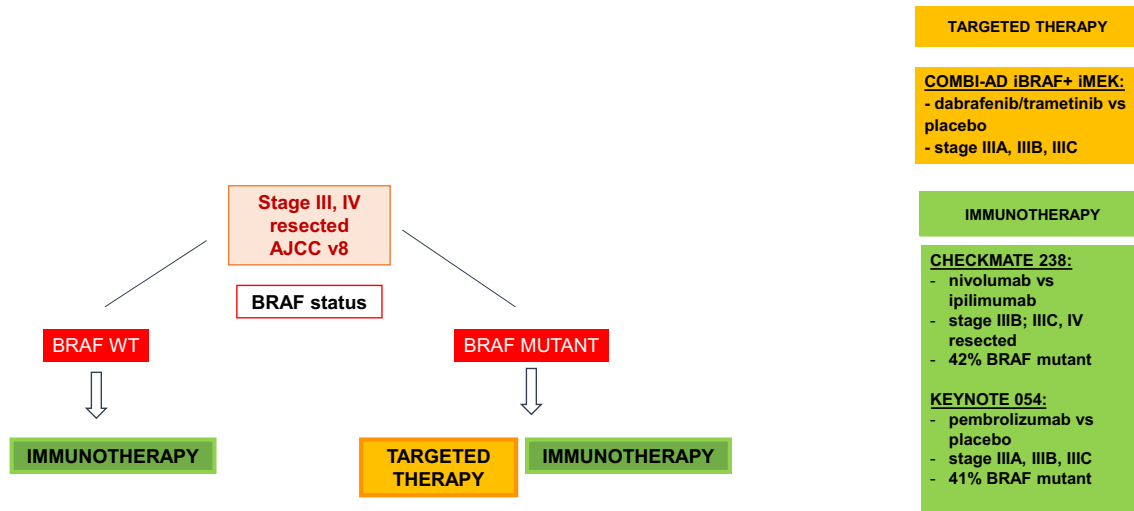 Stage III, IV
resected
AJCC v8
BRAF status
BRAF WT
BRAF MUTANT
IMMUNOTHERAPY
TARGETED
THERAPY
IMMUNOTHERAPY
TARGETED THERAPY
COMBI-AD iBRAF+ iMEK:
- dabrafenib/trametinib vs
placebo
- stage IIIA, IIIB, IIIC
IMMUNOTHERAPY
CHECKMATE 238:
- nivolumab vs
ipilimumab
- stage IIIB; IIIC, IV
resected
- 42% BRAF mutant
KEYNOTE 054:
- pembrolizumab vs
placebo
- stage IIIA, IIIB, IIIC
- 41% BRAF mutant